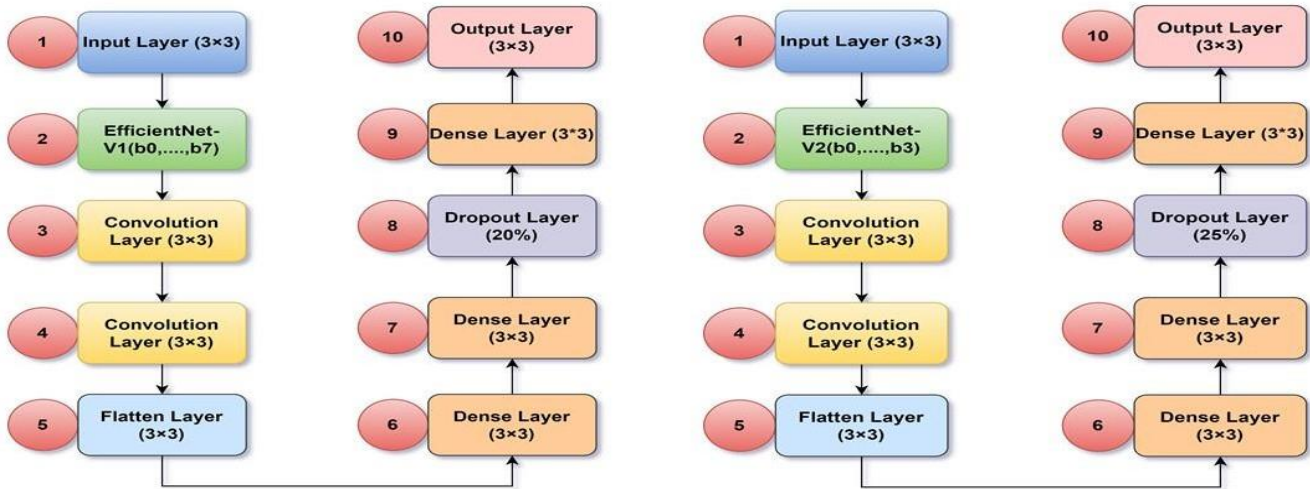 1
Input Layer (3×3)
2
EfficientNet-
V1(b0,....,b7)
3
Convolution
Layer (3×3)
4
Convolution
Layer (3×3)
5
Flatten Layer
(3×3)
10
Output Layer
(3×3)
9
Dense Layer (3*3)
8
Dropout Layer
(20%)
7
Dense Layer
(3×3)
6
Dense Layer
(3×3)
1
Input Layer (3×3)
2
EfficientNet-
V2(b0,....,b3)
3
Convolution
Layer (3×3)
4
Convolution
Layer (3×3)
5
Flatten Layer
(3×3)
10
Output Layer
(3×3)
9
Dense Layer (3*3)
8
Dropout Layer
(25%)
7
Dense Layer
(3×3)
6
Dense Layer
(3×3)